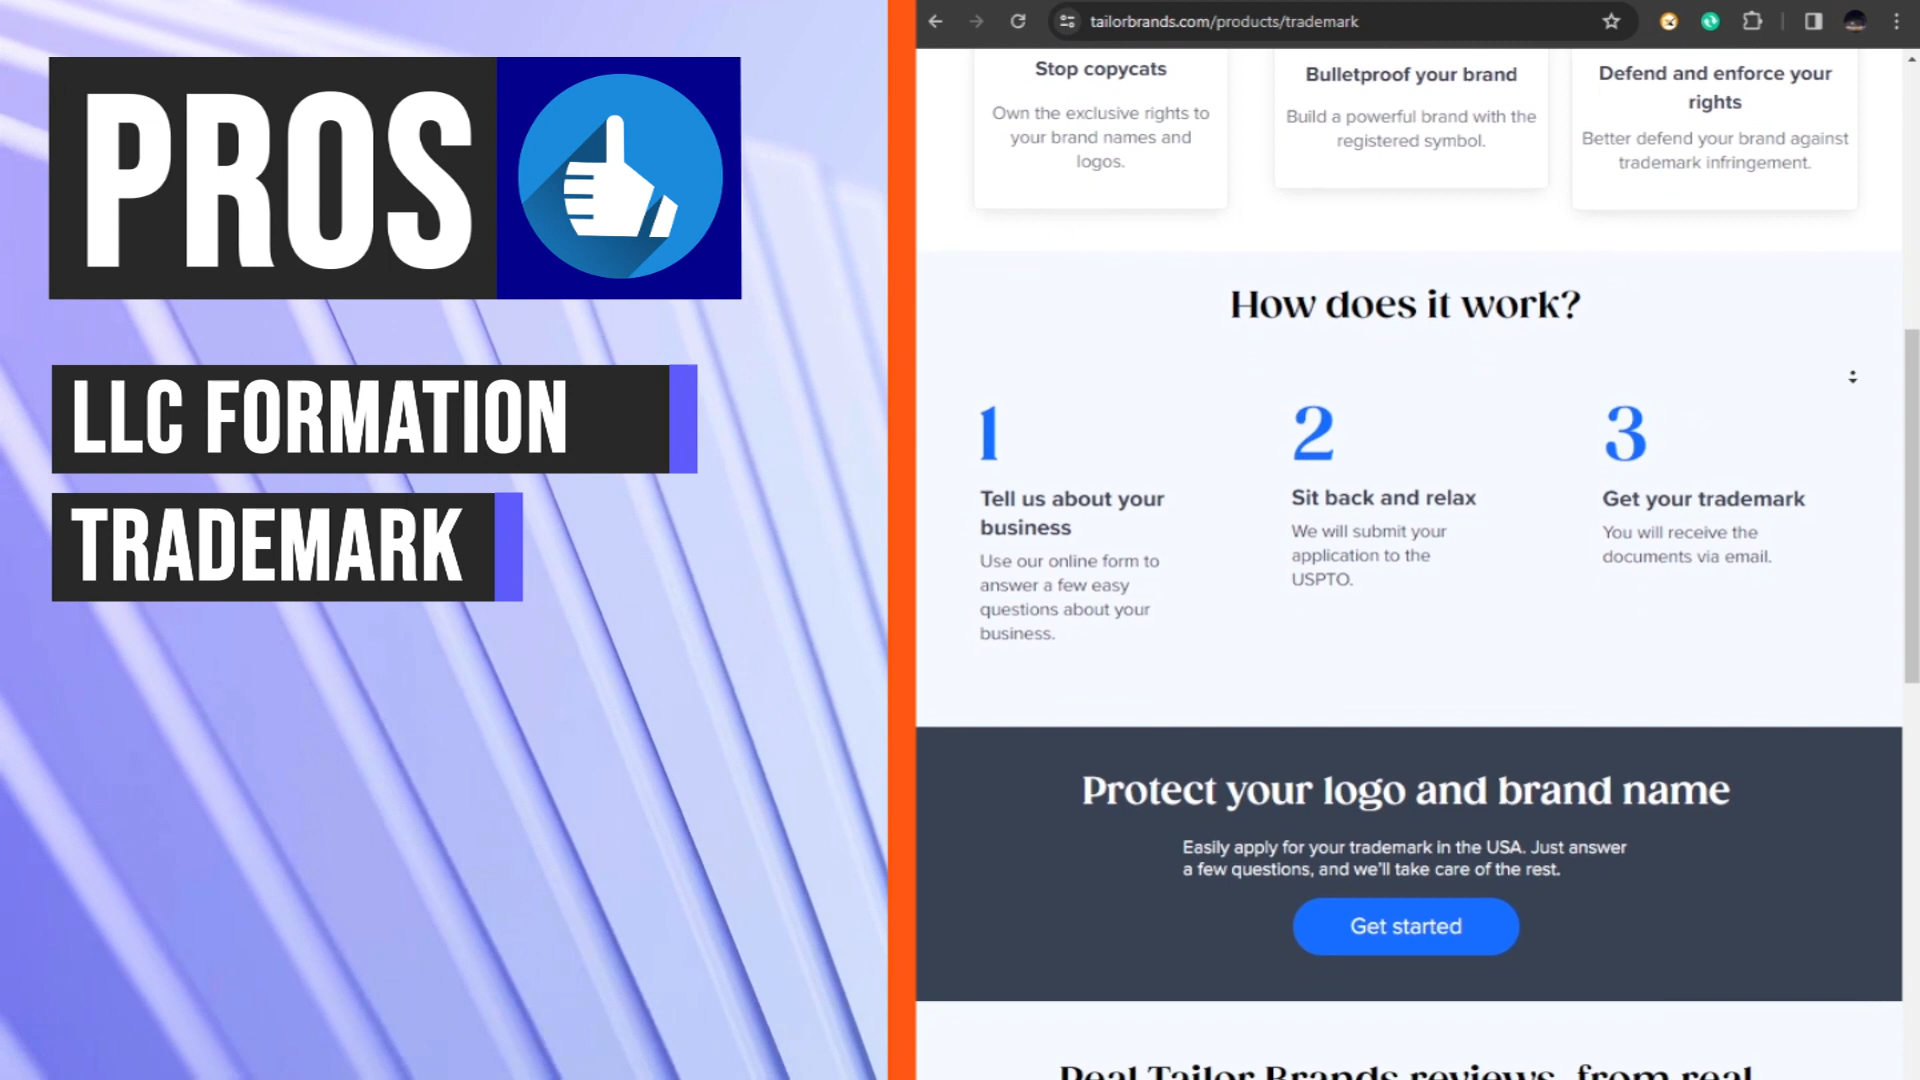 PROS
LLC FORMATION
TRADEMARK
tailorbrands.com/products/trademark
Stop copycats
Own the exclusive rights to
your brand names and
logos.
Bulletproof your brand
Build a powerful brand with the
registered symbol.
Defend and enforce your
rights
Better defend your brand against
trademark infringement.
How does it work?
1
Tell us about your
business
Use our online form to
answer a few easy
questions about your
business.
2
Sit back and relax
We will submit your
application to the
USPTO.
3
Get your trademark
You will receive the
documents via email.
Protect your logo and brand name
Easily apply for your trademark in the USA. Just answer
a few questions, and we'll take care of the rest.
Get started
Real Tailor Brands reviews, from real